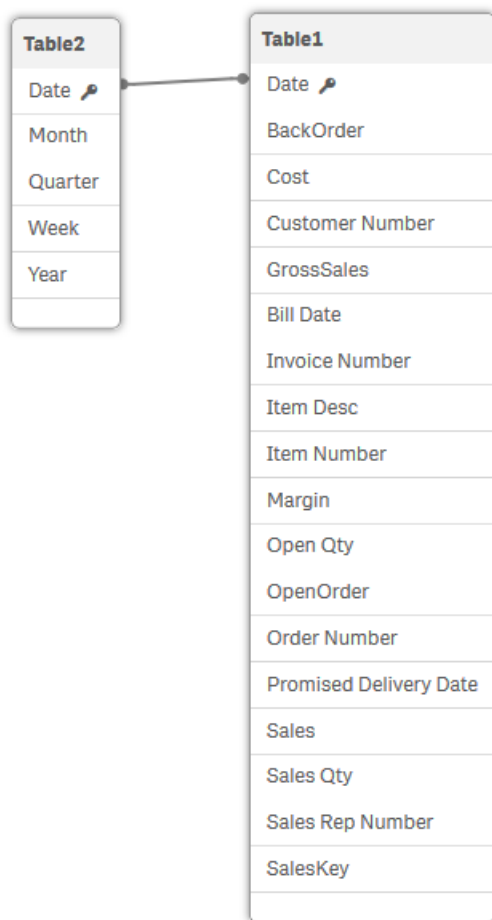 Table2
Date
Month
Quarter
Week
Year
Table1
Date
BackOrder
Cost
Customer Number
GrossSales
Bill Date
Invoice Number
Item Desc
Item Number
Margin
Open Qty
OpenOrder
Order Number
Promised Delivery Date
Sales
Sales Qty
Sales Rep Number
SalesKey